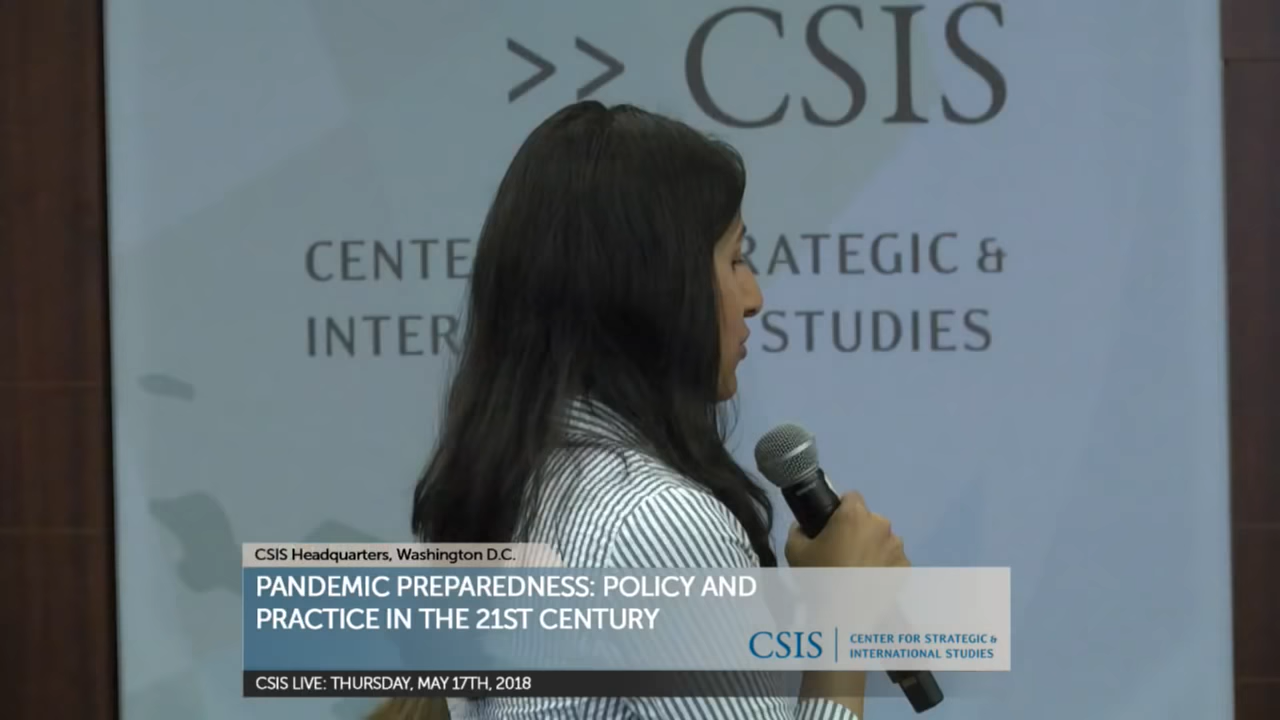 >> CSIS
CENTE RATEGIC &
INTER STUDIES
CSIS Headquarters, Washington D.C.
PANDEMIC PREPAREDNESS: POLICY AND
PRACTICE IN THE 21ST CENTURY
CSIS | CENTER FOR STRATEGIC &
INTERNATIONAL STUDIES
CSIS LIVE: THURSDAY, MAY 17TH, 2018